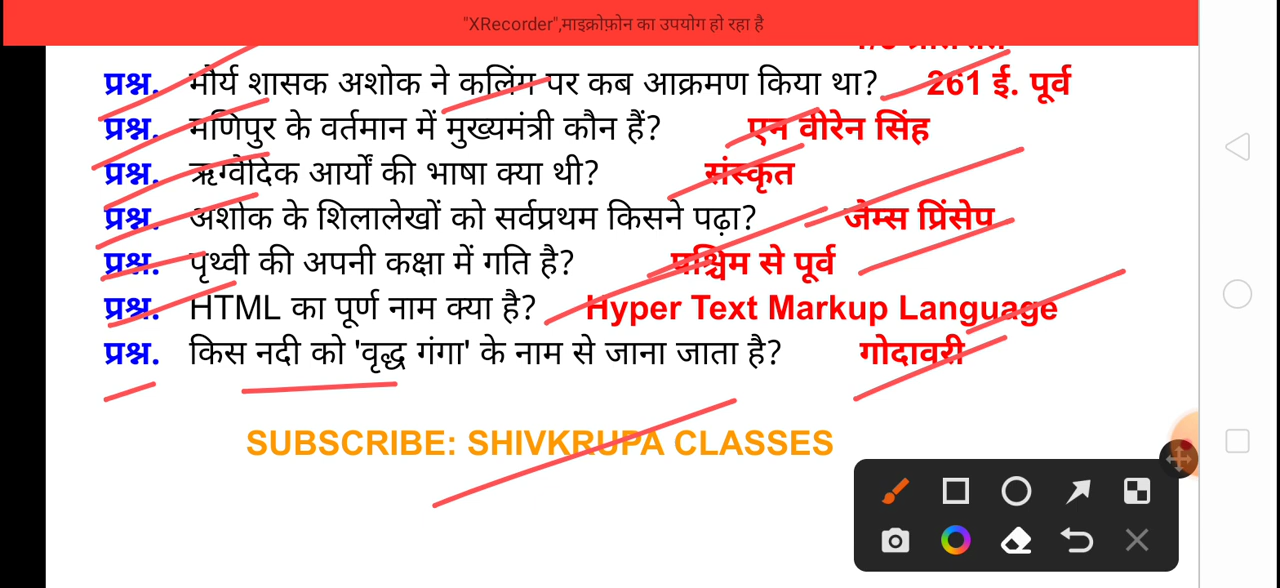 "XRecorder",माइक्रोफ़ोन का उपयोग हो रहा है
प्रश्न. मौर्य शासक अशोक ने कलिंग पर कब आक्रमण किया था? 261 ई. पूर्व
प्रश्न. मणिपुर के वर्तमान में मुख्यमंत्री कौन हैं? एन वीरेन सिंह
प्रश्न. ऋग्वेदिक आर्यों की भाषा क्या थी? संस्कृत
प्रश्न. अशोक के शिलालेखों को सर्वप्रथम किसने पढ़ा? जेम्स प्रिंसेप
प्रश्न. पृथ्वी की अपनी कक्षा में गति है? पश्चिम से पूर्व
प्रश्न. HTML का पूर्ण नाम क्या है? Hyper Text Markup Language
प्रश्न. किस नदी को 'वृद्ध गंगा' के नाम से जाना जाता है? गोदावरी
SUBSCRIBE: SHIVKRUPA CLASSES